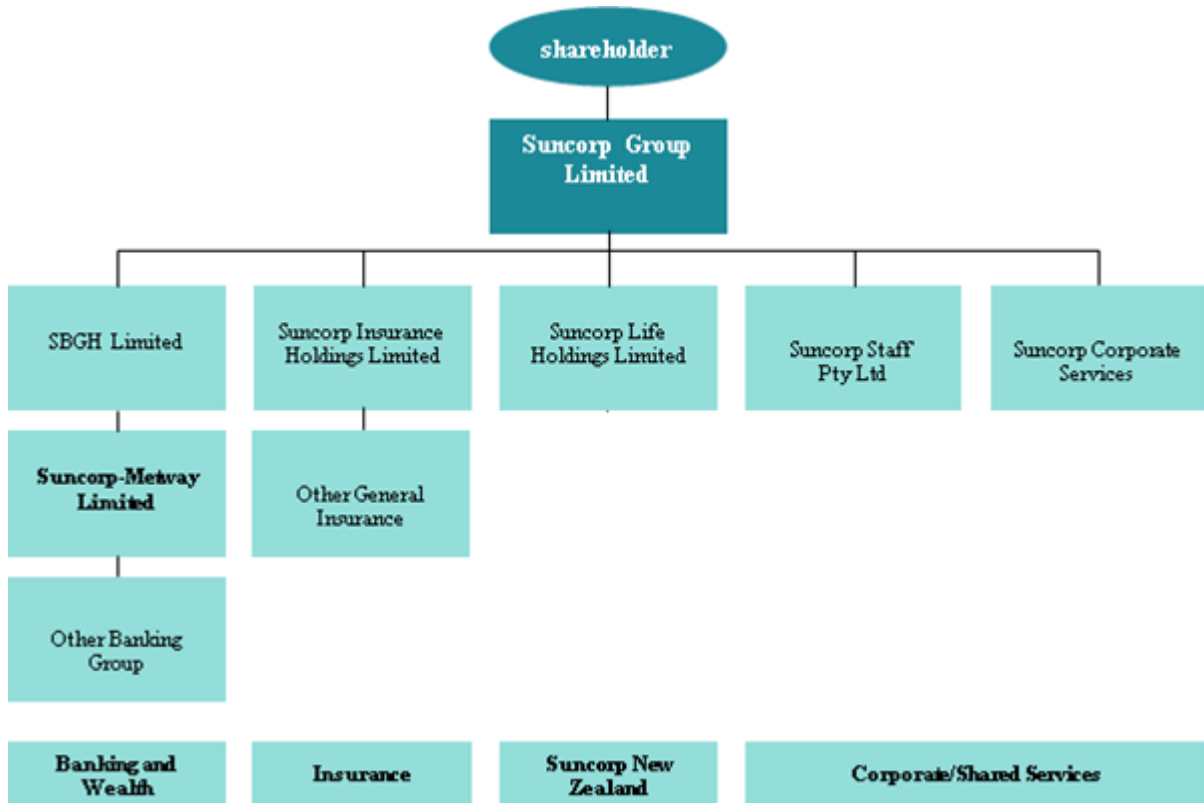 shareholder
Suncorp Group
Limited
SBGH Limited
Suncorp Insurance
Holdings Limited
Suncorp Life
Holdings Limited
Suncorp Staff
Pty Ltd
Suncorp Corporate
Services
Suncorp-Metway
Limited
Other General
Insurance
Other Banking
Group
Banking and
Wealth
Insurance
Suncorp New
Zealand
Corporate/Shared Services